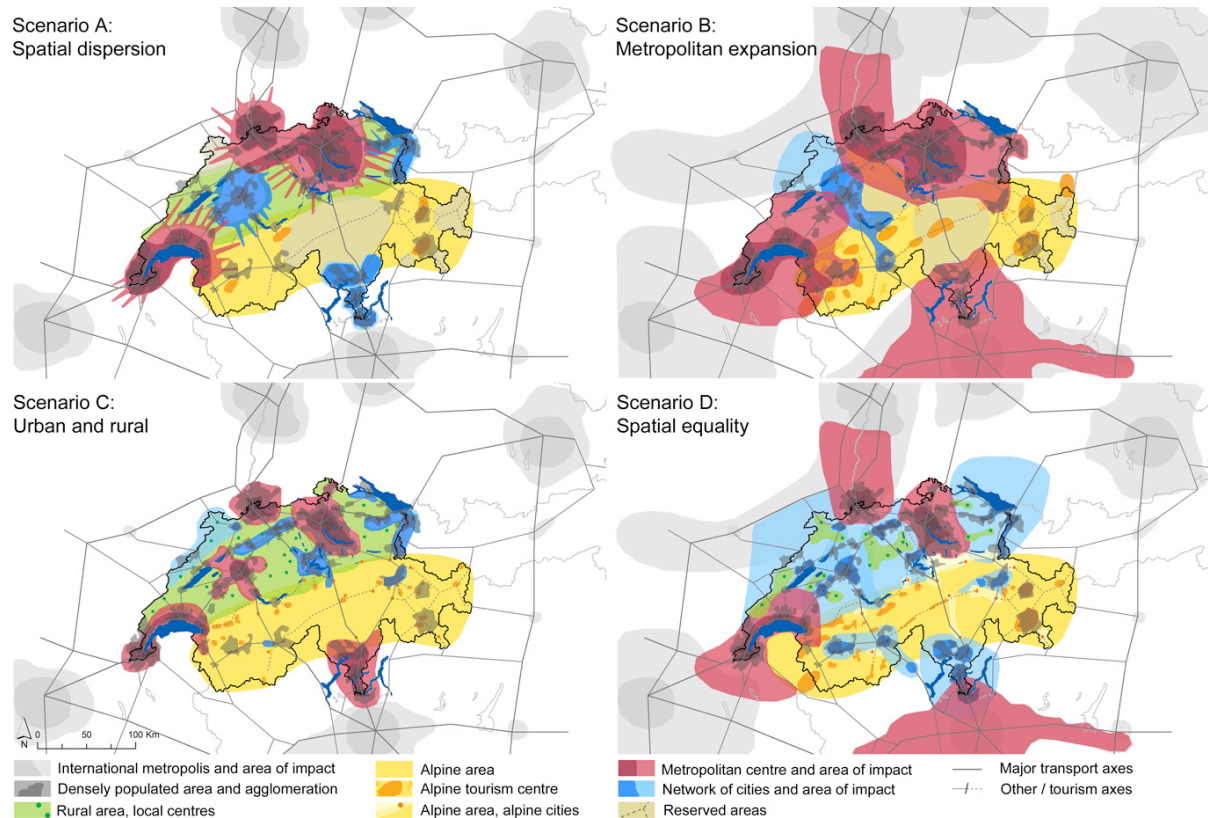 Scenario A:
Spatial dispersion
Scenario B:
Metropolitan expansion
Scenario C:
Urban and rural
Scenario D:
Spatial equality
N
0 50 100 Km
International metropolis and area of impact
Densely populated area and agglomeration
Rural area, local centres
Alpine area
Alpine tourism centre
Alpine area, alpine cities
Metropolitan centre and area of impact
Network of cities and area of impact
Reserved areas
Major transport axes
Other / tourism axes